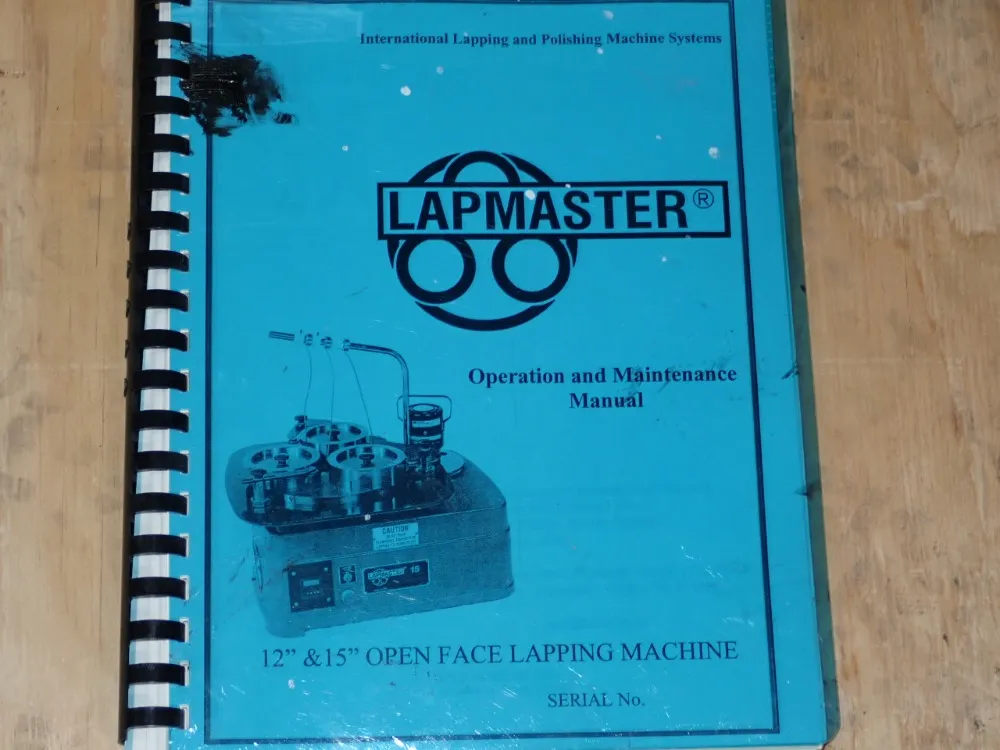 International Lapping and Polishing Machine Systems
LAPMASTER®
Operation and Maintenance
Manual
CAUTION
LAPMASTER 15
12” &15” OPEN FACE LAPPING MACHINE
SERIAL No.